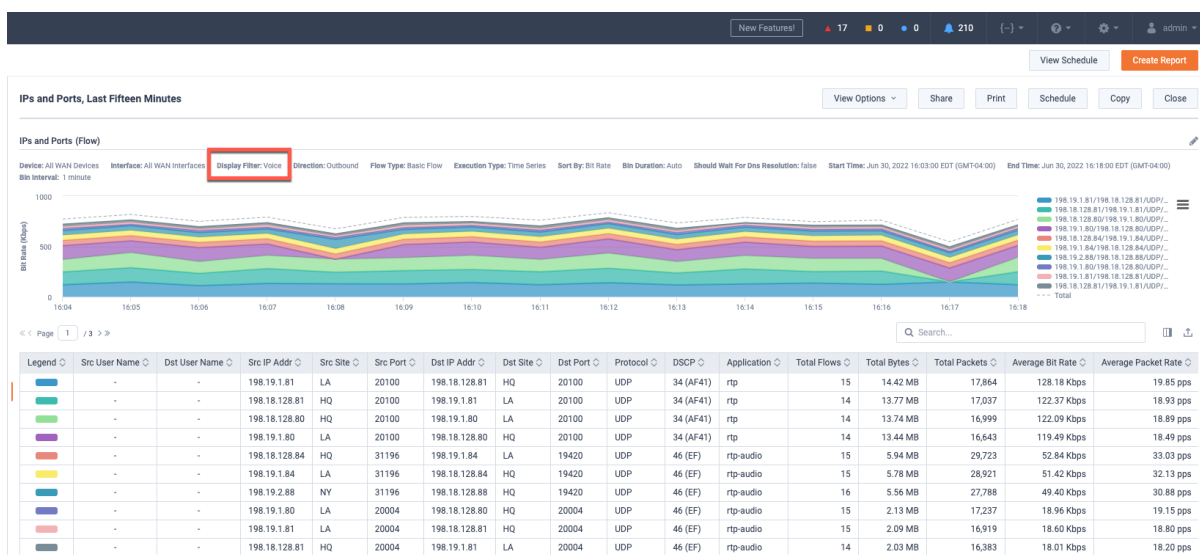 New Features! 17 0 0 210 {–} admin
View Schedule Create Report
IPs and Ports, Last Fifteen Minutes View Options Share Print Schedule Copy Close
IPs and Ports (Flow)
Device: All WAN Devices Interface: All WAN Interfaces Display Filter: Voice Direction: Outbound Flow Type: Basic Flow Execution Type: Time Series Sort By: Bit Rate Bin Duration: Auto Should Wait For Dns Resolution: false Start Time: Jun 30, 2022 16:03:00 EDT (GMT-04:00) End Time: Jun 30, 2022 16:18:00 EDT (GMT-04:00)
Bin Interval: 1 minute
Bit Rate (Kbps)
1000
500
0
16:04 16:05 16:06 16:07 16:08 16:09 16:10 16:11 16:12 16:13 16:14 16:15 16:16 16:17 16:18
198.19.1.81/198.18.128.81/UDP/...
198.18.128.81/198.19.1.81/UDP/...
198.18.128.80/198.19.1.80/UDP/...
198.19.1.80/198.18.128.80/UDP/...
198.18.128.84/198.19.1.84/UDP/...
198.19.1.84/198.18.128.84/UDP/...
198.19.2.88/198.18.128.88/UDP/...
198.19.1.80/198.18.128.80/UDP/...
198.19.1.81/198.18.128.81/UDP/...
198.18.128.81/198.19.1.81/UDP/...
Total
Page 1 / 3 Search...
Legend Src User Name Dst User Name Src IP Addr Src Site Src Port Dst IP Addr Dst Site Dst Port Protocol DSCP Application Total Flows Total Bytes Total Packets Average Bit Rate Average Packet Rate
- - 198.19.1.81 LA 20100 198.18.128.81 HQ 20100 UDP 34 (AF41) rtp 15 14.42 MB 17,864 128.18 Kbps 19.85 pps
- - 198.18.128.81 HQ 20100 198.19.1.81 LA 20100 UDP 34 (AF41) rtp 14 13.77 MB 17,037 122.37 Kbps 18.93 pps
- - 198.18.128.80 HQ 20100 198.19.1.80 LA 20100 UDP 34 (AF41) rtp 14 13.74 MB 16,999 122.09 Kbps 18.89 pps
- - 198.19.1.80 LA 20100 198.18.128.80 HQ 20100 UDP 34 (AF41) rtp 14 13.44 MB 16,643 119.49 Kbps 18.49 pps
- - 198.18.128.84 HQ 31196 198.19.1.84 LA 19420 UDP 46 (EF) rtp-audio 15 5.94 MB 29,723 52.84 Kbps 33.03 pps
- - 198.19.1.84 LA 31196 198.18.128.84 HQ 19420 UDP 46 (EF) rtp-audio 15 5.78 MB 28,921 51.42 Kbps 32.13 pps
- - 198.19.2.88 NY 31196 198.18.128.88 HQ 19420 UDP 46 (EF) rtp-audio 16 5.56 MB 27,788 49.40 Kbps 30.88 pps
- - 198.19.1.80 LA 20004 198.18.128.80 HQ 20004 UDP 46 (EF) rtp-audio 15 2.13 MB 17,237 18.96 Kbps 19.15 pps
- - 198.19.1.81 LA 20004 198.18.128.81 HQ 20004 UDP 46 (EF) rtp-audio 15 2.09 MB 16,919 18.60 Kbps 18.80 pps
- - 198.18.128.81 HQ 20004 198.19.1.81 LA 20004 UDP 46 (EF) rtp-audio 14 2.03 MB 16,383 18.01 Kbps 18.20 pps